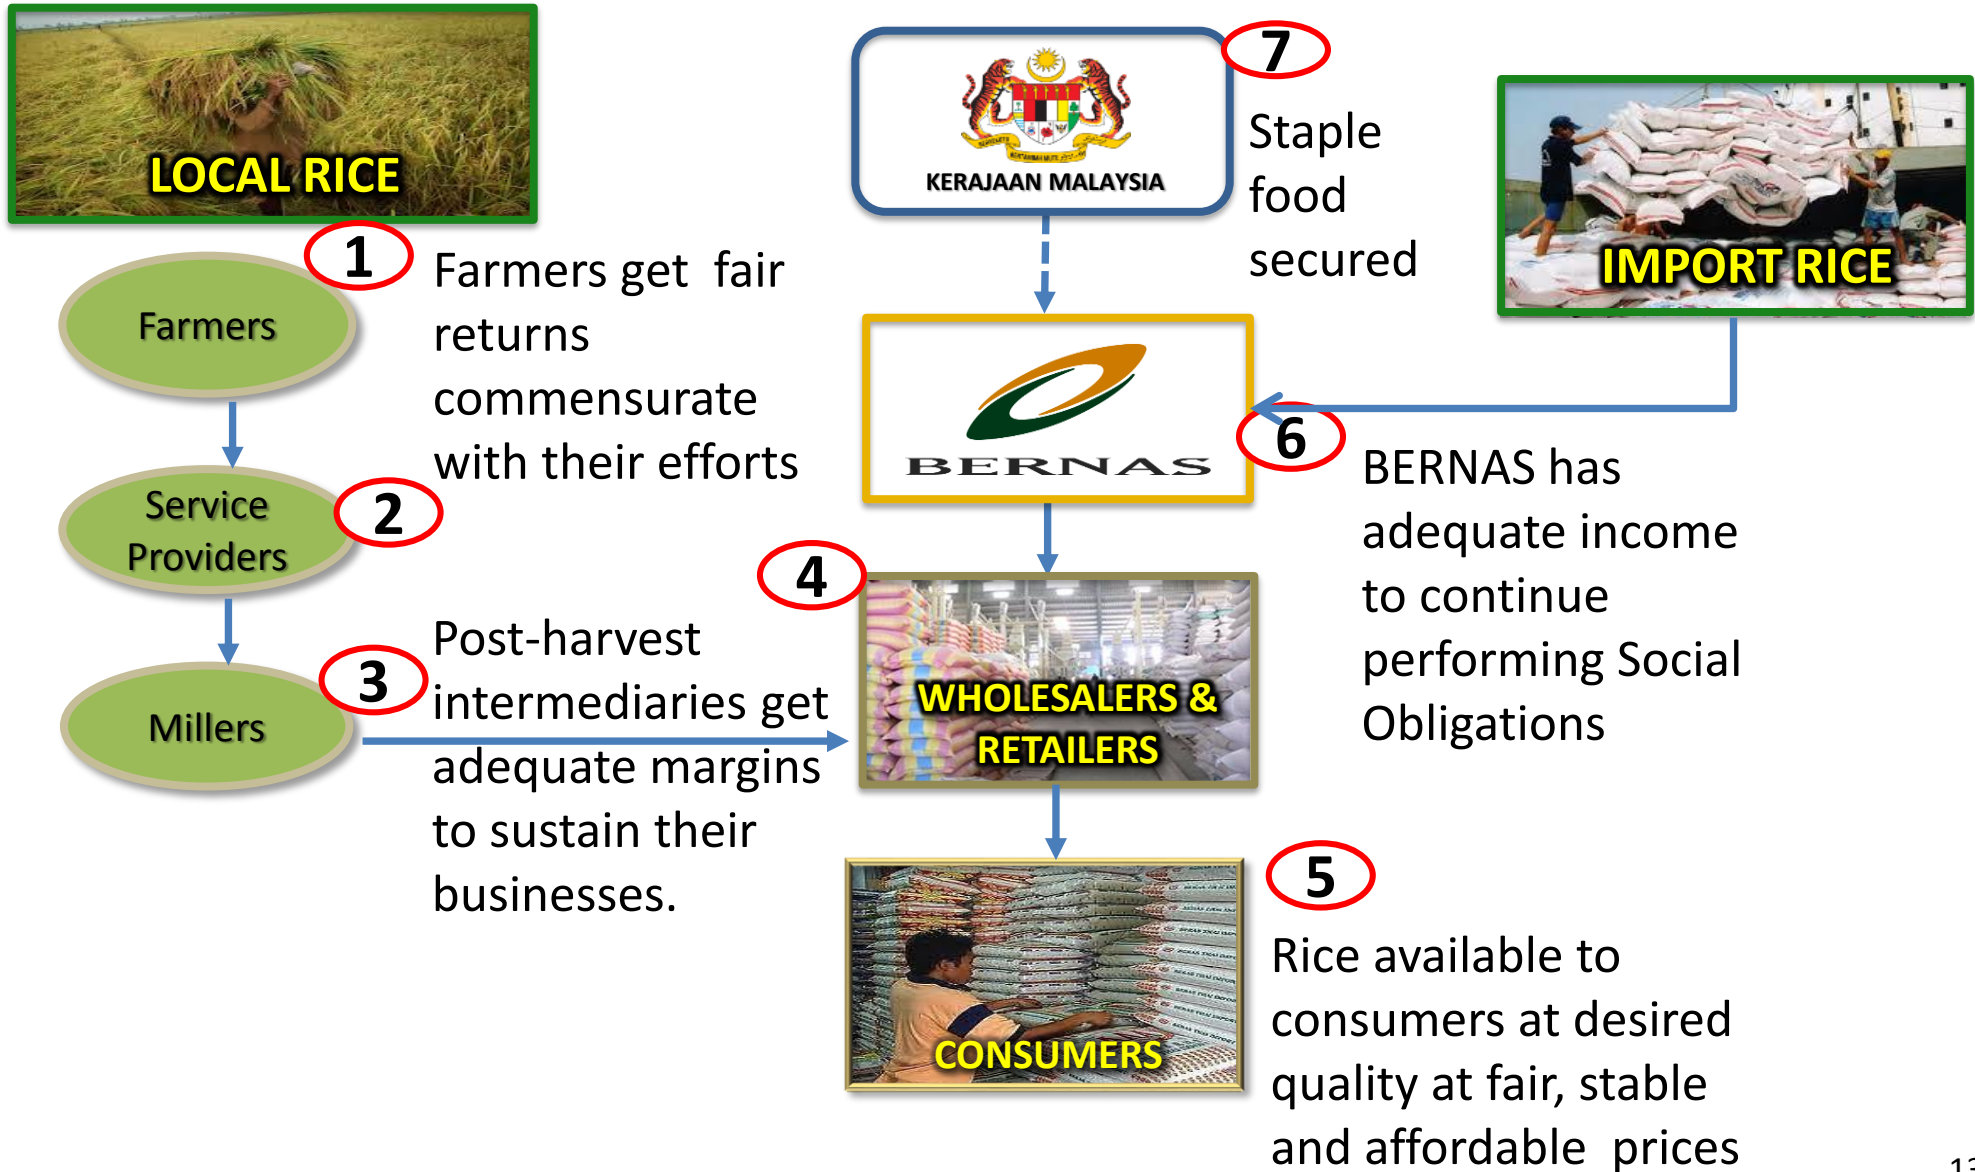 LOCAL RICE
1
Farmers
Farmers get fair
returns
commensurate
with their efforts
2
Service
Providers
3
Millers
Post-harvest
intermediaries get
adequate margins
to sustain their
businesses.
7
KERAJAAN MALAYSIA
Staple
food
secured
IMPORT RICE
BERNAS
6
BERNAS has
adequate income
to continue
performing Social
Obligations
4
WHOLESALERS &
RETAILERS
5
CONSUMERS
Rice available to
consumers at desired
quality at fair, stable
and affordable prices